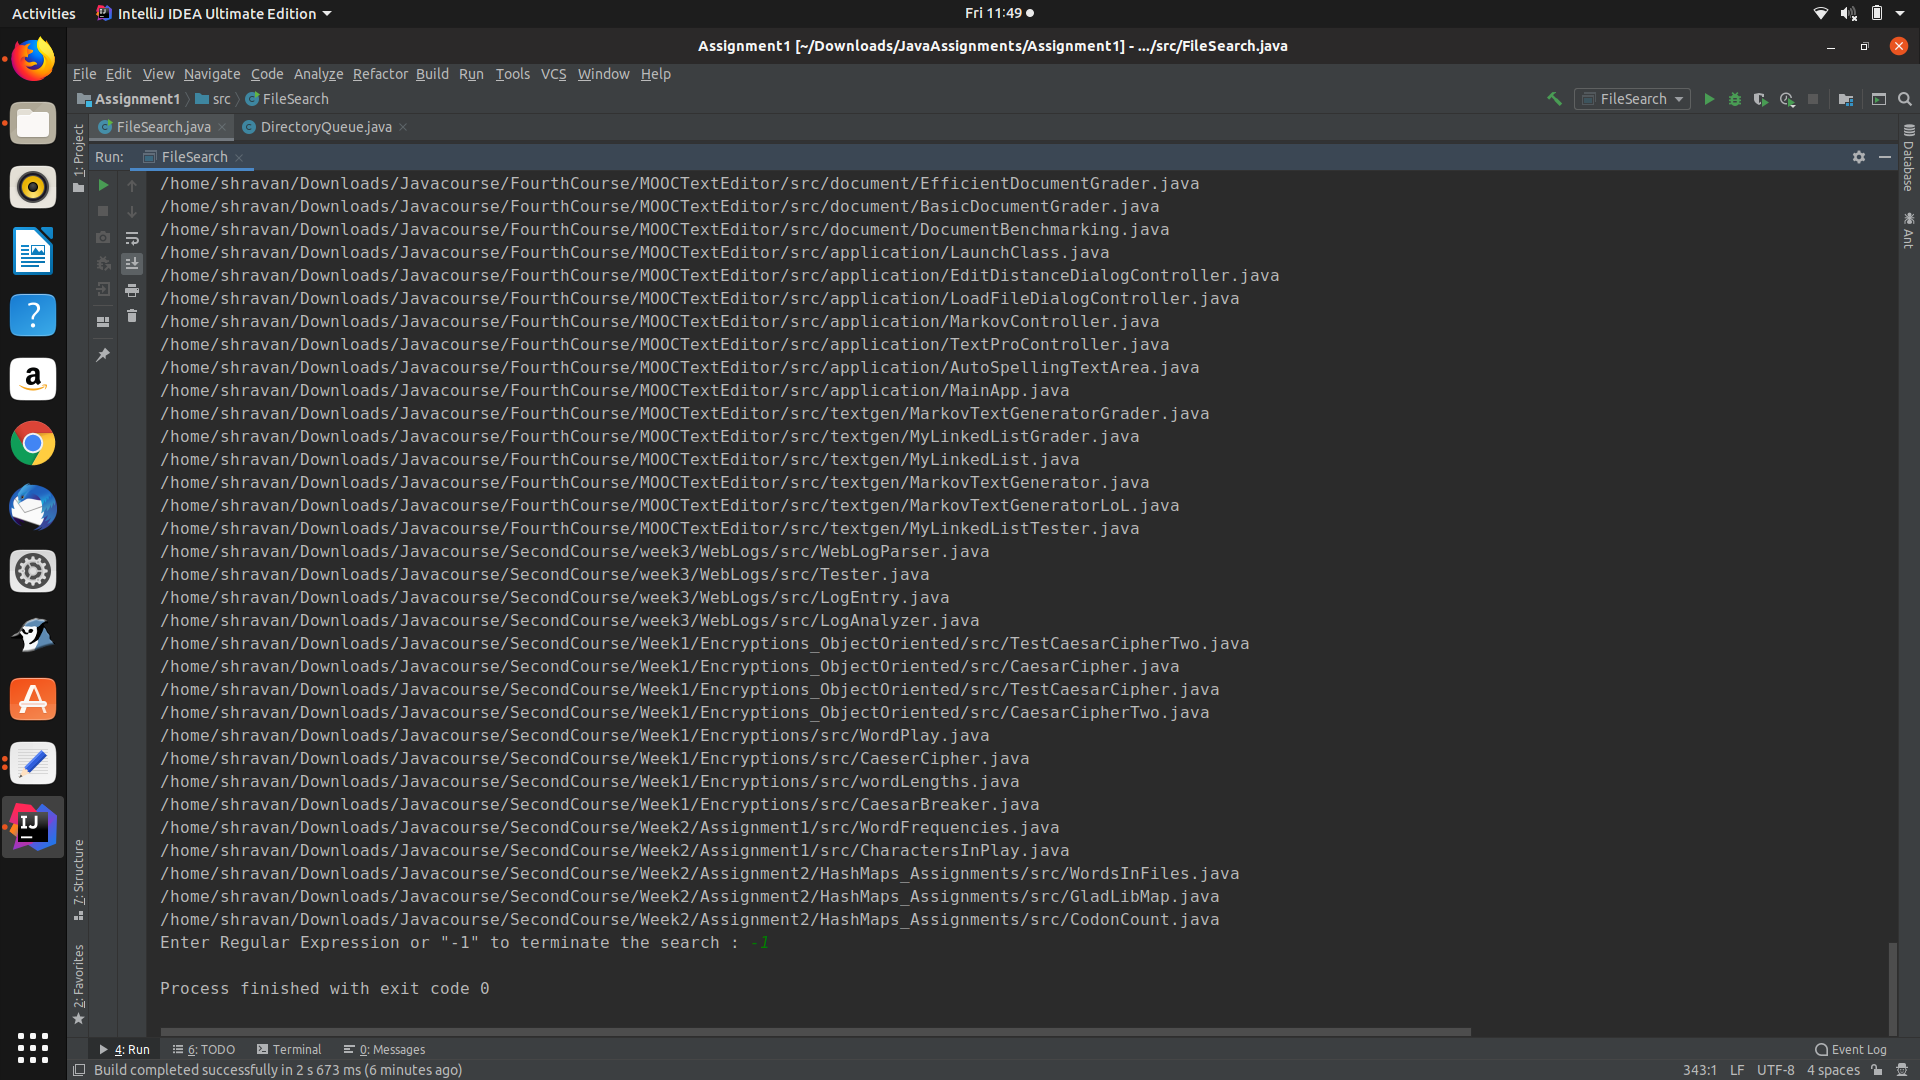 Activities IntelliJ IDEA Ultimate Edition Fri 11:49
Assignment1 [~/Downloads/JavaAssignments/Assignment1] - .../src/FileSearch.java
File Edit View Navigate Code Analyze Refactor Build Run Tools VCS Window Help
Assignment1 src FileSearch FileSearch
FileSearch.java DirectoryQueue.java
Run: FileSearch
/home/shravan/Downloads/Javacourse/FourthCourse/MOOCTextEditor/src/document/EfficientDocumentGrader.java
/home/shravan/Downloads/Javacourse/FourthCourse/MOOCTextEditor/src/document/BasicDocumentGrader.java
/home/shravan/Downloads/Javacourse/FourthCourse/MOOCTextEditor/src/document/DocumentBenchmarking.java
/home/shravan/Downloads/Javacourse/FourthCourse/MOOCTextEditor/src/application/LaunchClass.java
/home/shravan/Downloads/Javacourse/FourthCourse/MOOCTextEditor/src/application/EditDistanceDialogController.java
/home/shravan/Downloads/Javacourse/FourthCourse/MOOCTextEditor/src/application/LoadFileDialogController.java
/home/shravan/Downloads/Javacourse/FourthCourse/MOOCTextEditor/src/application/MarkovController.java
/home/shravan/Downloads/Javacourse/FourthCourse/MOOCTextEditor/src/application/TextProController.java
/home/shravan/Downloads/Javacourse/FourthCourse/MOOCTextEditor/src/application/AutoSpellingTextArea.java
/home/shravan/Downloads/Javacourse/FourthCourse/MOOCTextEditor/src/application/MainApp.java
/home/shravan/Downloads/Javacourse/FourthCourse/MOOCTextEditor/src/textgen/MarkovTextGeneratorGrader.java
/home/shravan/Downloads/Javacourse/FourthCourse/MOOCTextEditor/src/textgen/MyLinkedListGrader.java
/home/shravan/Downloads/Javacourse/FourthCourse/MOOCTextEditor/src/textgen/MyLinkedList.java
/home/shravan/Downloads/Javacourse/FourthCourse/MOOCTextEditor/src/textgen/MarkovTextGenerator.java
/home/shravan/Downloads/Javacourse/FourthCourse/MOOCTextEditor/src/textgen/MarkovTextGeneratorLoL.java
/home/shravan/Downloads/Javacourse/FourthCourse/MOOCTextEditor/src/textgen/MyLinkedListTester.java
/home/shravan/Downloads/Javacourse/SecondCourse/week3/WebLogs/src/WebLogParser.java
/home/shravan/Downloads/Javacourse/SecondCourse/week3/WebLogs/src/Tester.java
/home/shravan/Downloads/Javacourse/SecondCourse/week3/WebLogs/src/LogEntry.java
/home/shravan/Downloads/Javacourse/SecondCourse/week3/WebLogs/src/LogAnalyzer.java
/home/shravan/Downloads/Javacourse/SecondCourse/Week1/Encryptions_ObjectOriented/src/TestCaesarCipherTwo.java
/home/shravan/Downloads/Javacourse/SecondCourse/Week1/Encryptions_ObjectOriented/src/CaesarCipher.java
/home/shravan/Downloads/Javacourse/SecondCourse/Week1/Encryptions_ObjectOriented/src/TestCaesarCipher.java
/home/shravan/Downloads/Javacourse/SecondCourse/Week1/Encryptions_ObjectOriented/src/CaesarCipherTwo.java
/home/shravan/Downloads/Javacourse/SecondCourse/Week1/Encryptions/src/WordPlay.java
/home/shravan/Downloads/Javacourse/SecondCourse/Week1/Encryptions/src/CaeserCipher.java
/home/shravan/Downloads/Javacourse/SecondCourse/Week1/Encryptions/src/wordLengths.java
/home/shravan/Downloads/Javacourse/SecondCourse/Week1/Encryptions/src/CaesarBreaker.java
/home/shravan/Downloads/Javacourse/SecondCourse/Week2/Assignment1/src/WordFrequencies.java
/home/shravan/Downloads/Javacourse/SecondCourse/Week2/Assignment1/src/CharactersInPlay.java
/home/shravan/Downloads/Javacourse/SecondCourse/Week2/Assignment2/HashMaps_Assignments/src/WordsInFiles.java
/home/shravan/Downloads/Javacourse/SecondCourse/Week2/Assignment2/HashMaps_Assignments/src/GladLibMap.java
/home/shravan/Downloads/Javacourse/SecondCourse/Week2/Assignment2/HashMaps_Assignments/src/CodonCount.java
Enter Regular Expression or "-1" to terminate the search : -1
Process finished with exit code 0
1: Project
7: Structure
2: Favorites
Database
Ant
4: Run 6: TODO Terminal 0: Messages Event Log
Build completed successfully in 2 s 673 ms (6 minutes ago) 343:1 LF UTF-8 4 spaces